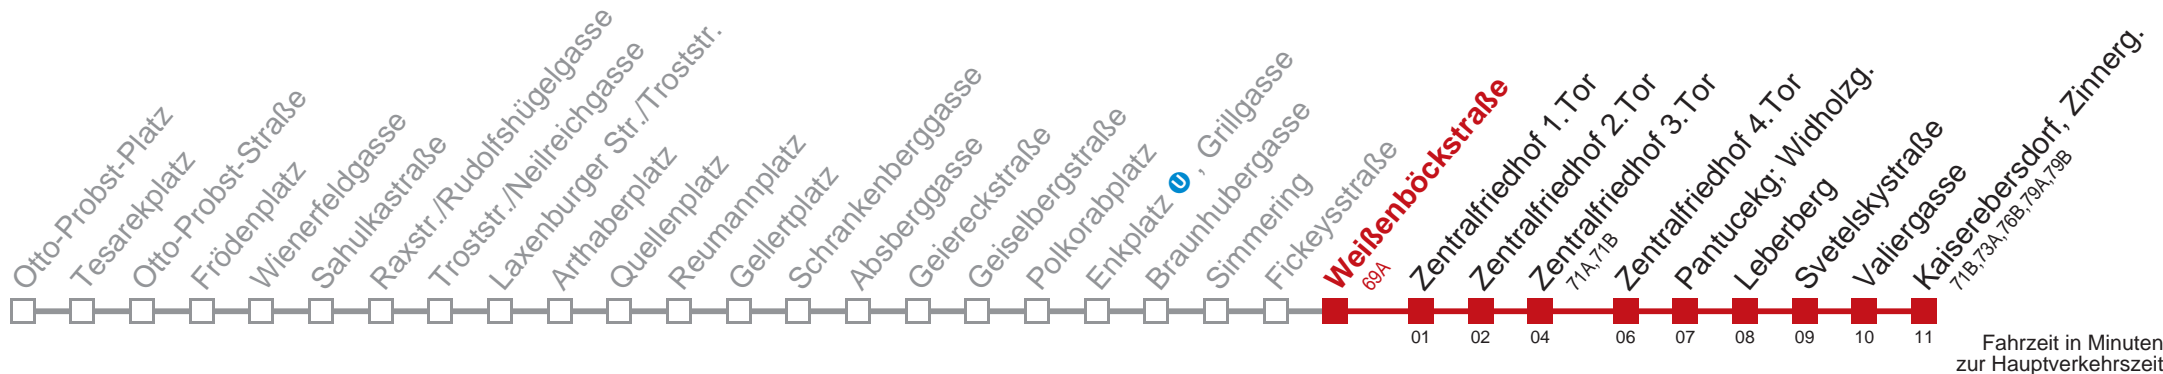 Otto-Probst-Platz
Tesarekplatz
Otto-Probst-Straße
Frödenplatz
Wienerfeldgasse
Sahulkastraße
Raxstr./Rudolfshügelgasse
Troststr./Neilreichgasse
Laxenburger Str./Troststr.
Arthaberplatz
Quellenplatz
Reumannplatz
Gellertplatz
Schrankenberggasse
Absberggasse
Geiereckstraße
Geiselbergstraße
Polkorabplatz
Enkplatz U , Grillgasse
Braunhubergasse
Simmering
Fickeysstraße
Weißenböckstraße
69A
Zentralfriedhof 1.Tor
Zentralfriedhof 2.Tor
Zentralfriedhof 3.Tor
71A,71B
Zentralfriedhof 4.Tor
Pantucekg; Widholzg.
Leberberg
Svetelskystraße
Valiergasse
Kaiserebersdorf, Zinnerg.
71B,73A,76B,79A,79B
01 02 04 06 07 08 09 10 11
Fahrzeit in Minuten
zur Hauptverkehrszeit